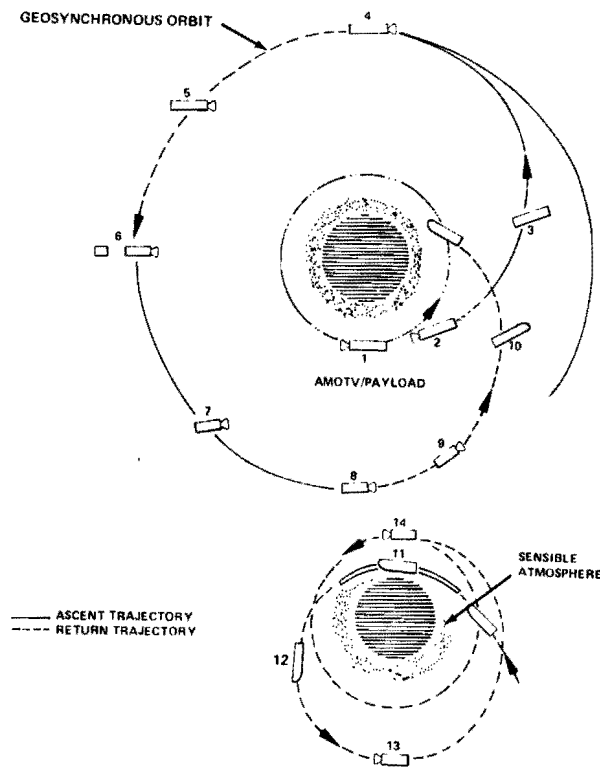 4
GEOSYNCHRONOUS ORBIT
5
6
3
2
1
10
AMOTV/PAYLOAD
7
9
8
14
11
SENSIBLE
ATMOSPHERE
ASCENT TRAJECTORY
RETURN TRAJECTORY
12
13